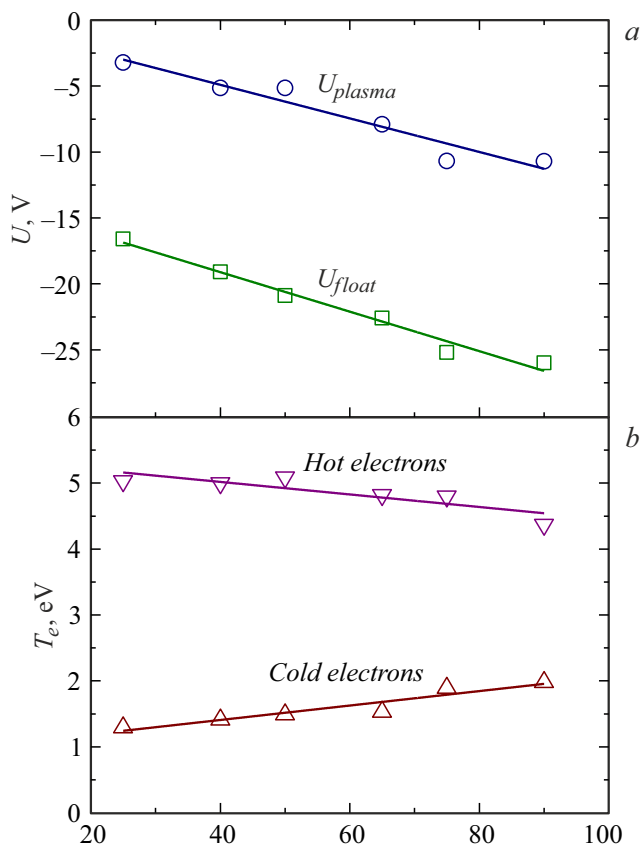 0
a
U_plasma
−5
−10
U, V
−15
U_float
−20
−25
6
b
Hot electrons
5
4
T_e, eV
3
Cold electrons
2
1
0
20 40 60 80 100